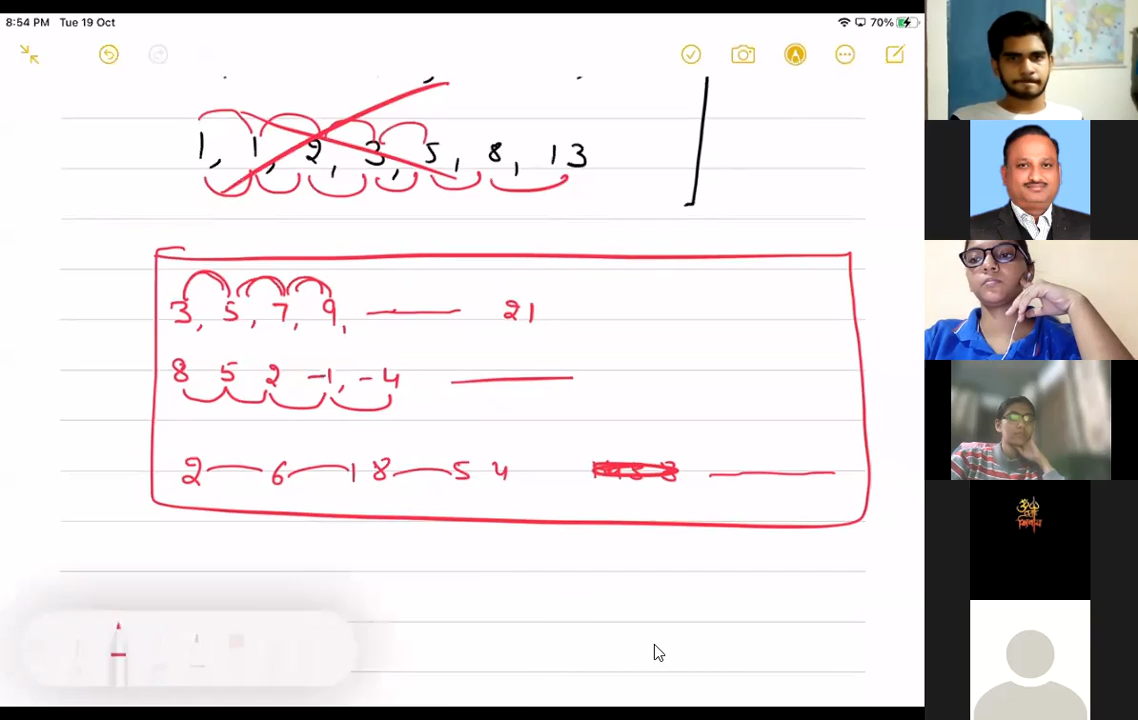 8:54 PM Tue 19 Oct
70%
1, 1, 2, 3, 5, 8, 13
3, 5, 7, 9, 21
8 5 2 -1, -4
2 6 18 54
ॐ